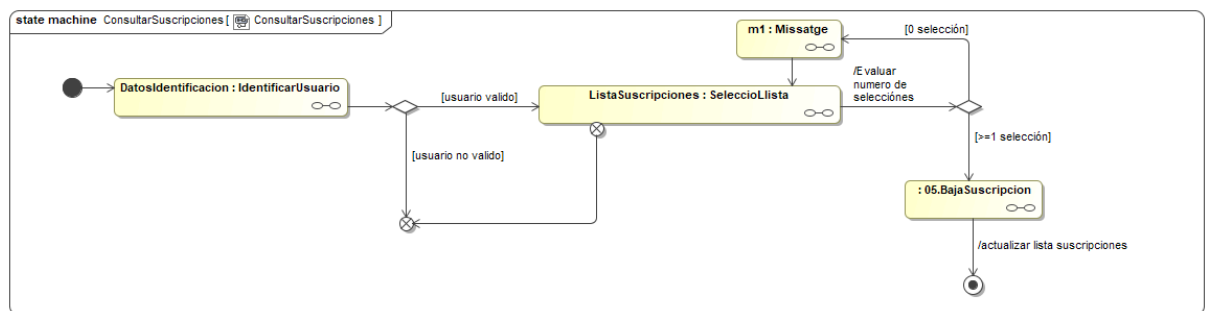 state machine ConsultarSuscripciones [ ConsultarSuscripciones ]
m1 : Missatge
[0 selección]
DatosIdentificacion : IdentificarUsuario
[usuario valido]
ListaSuscripciones : SeleccioLlista
/Evaluar
numero de
selecciónes
[usuario no valido]
[>=1 selección]
: 05.BajaSuscripcion
/actualizar lista suscripciones